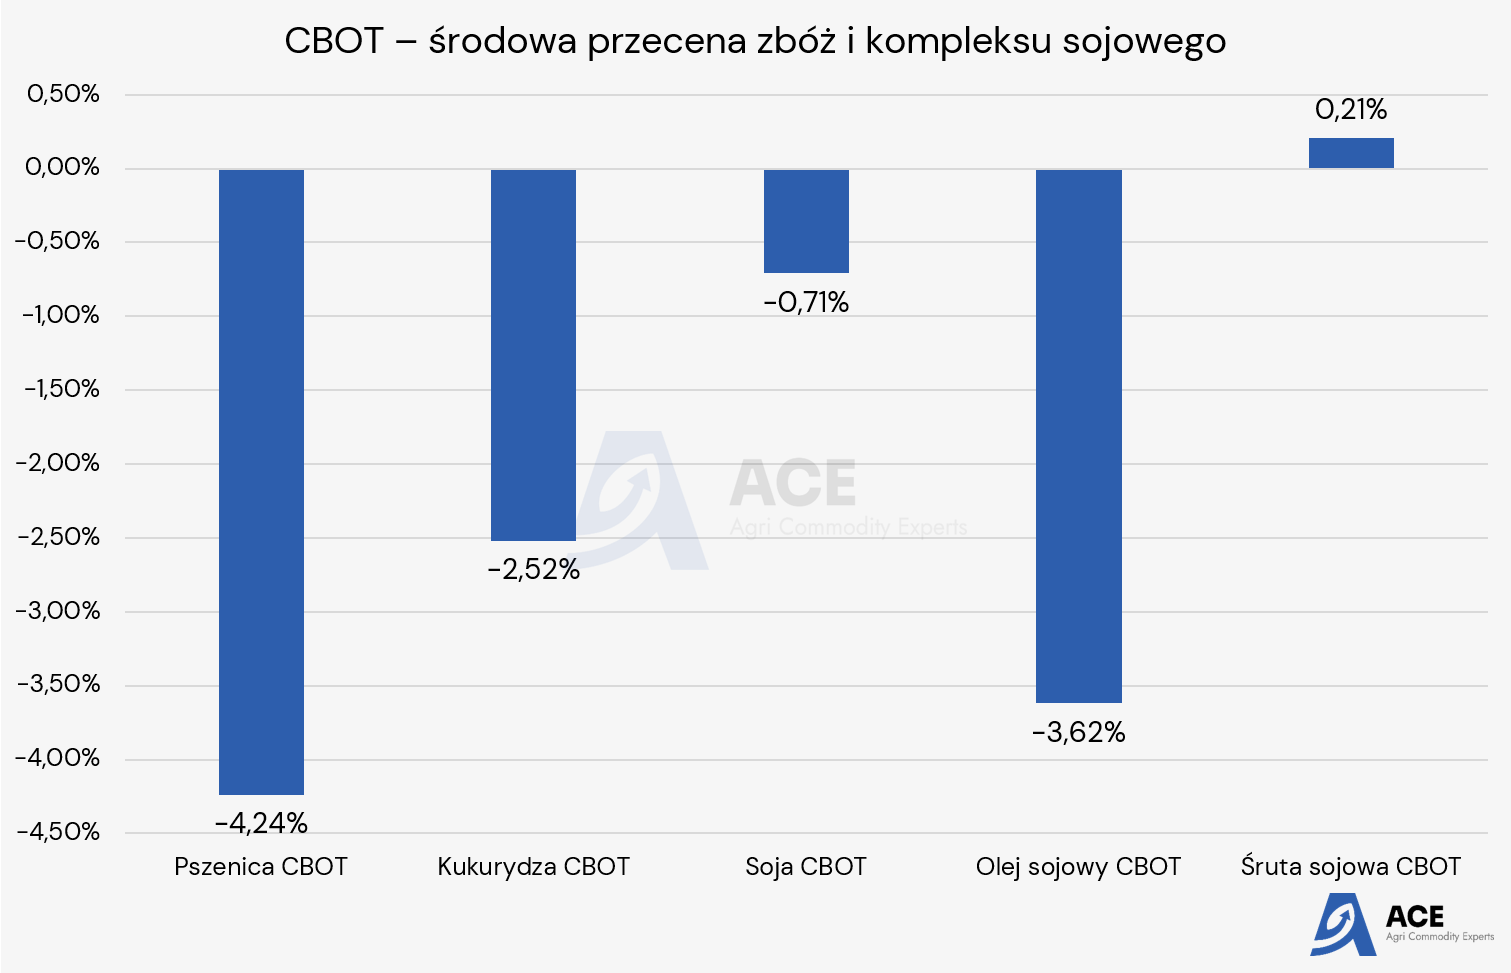 CBOT – środowa przecena zbóż i kompleksu sojowego
0,50%
0,00%
-0,50%
-1,00%
-1,50%
-2,00%
-2,50%
-3,00%
-3,50%
-4,00%
-4,50%
-4,24%
-2,52%
-0,71%
-3,62%
0,21%
ACE
Agri Commodity Experts
Pszenica CBOT
Kukurydza CBOT
Soja CBOT
Olej sojowy CBOT
Śruta sojowa CBOT
ACE
Agri Commodity Experts